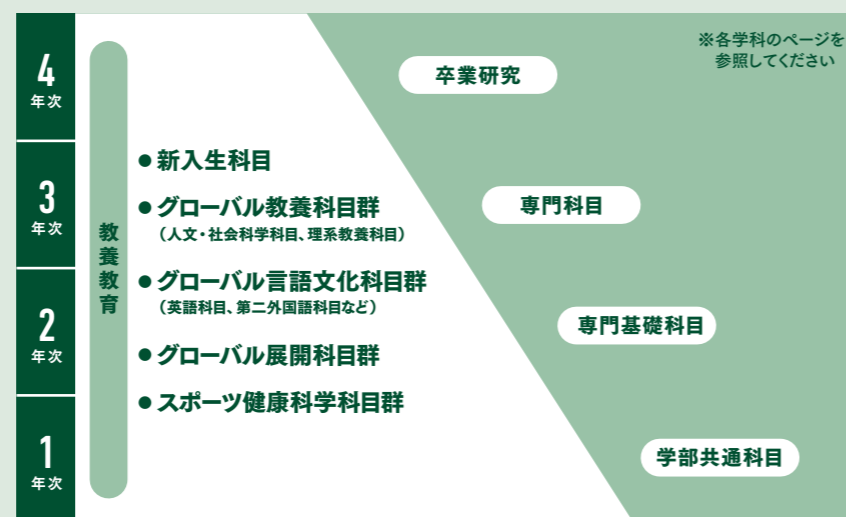 4
年次
3
年次
2
年次
1
年次
教養教育
● 新入生科目
● グローバル教養科目群
（人文・社会科学科目、理系教養科目）
● グローバル言語文化科目群
（英語科目、第二外国語科目など）
● グローバル展開科目群
● スポーツ健康科学科目群
※各学科のページを
参照してください
卒業研究
専門科目
専門基礎科目
学部共通科目